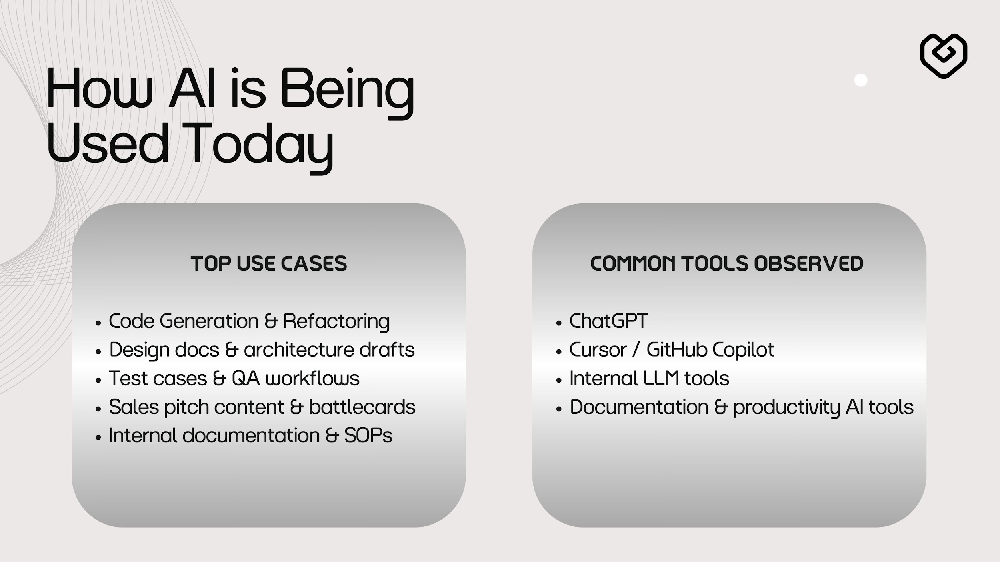 How AI is Being
Used Today
TOP USE CASES
• Code Generation & Refactoring
• Design docs & architecture drafts
• Test cases & QA workflows
• Sales pitch content & battlecards
• Internal documentation & SOPs
COMMON TOOLS OBSERVED
• ChatGPT
• Cursor / GitHub Copilot
• Internal LLM tools
• Documentation & productivity AI tools